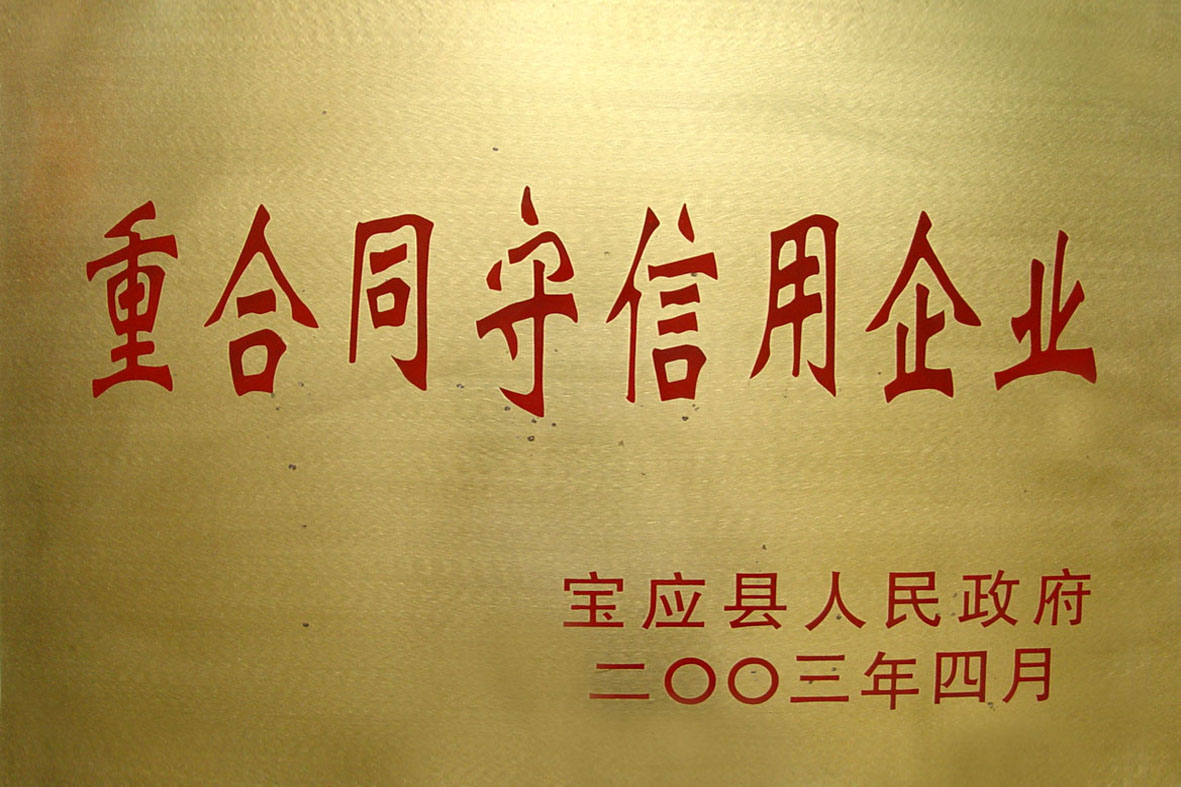 重合同守信用企业
宝应县人民政府
二〇〇三年四月